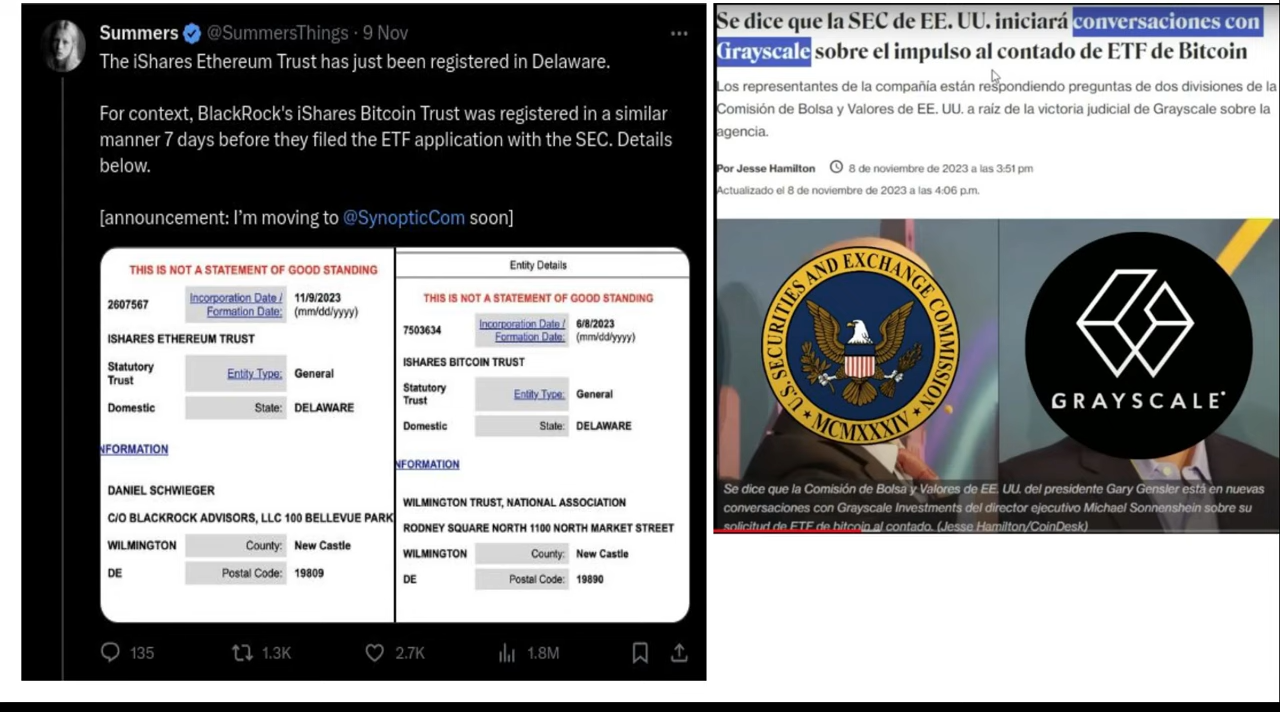 Summers @SummersThings · 9 Nov
The iShares Ethereum Trust has just been registered in Delaware.
For context, BlackRock's iShares Bitcoin Trust was registered in a similar
manner 7 days before they filed the ETF application with the SEC. Details
below.
[announcement: I'm moving to @SynopticCom soon]
THIS IS NOT A STATEMENT OF GOOD STANDING
2607567 Incorporation Date / Formation Date: 11/9/2023 (mm/dd/yyyy)
ISHARES ETHEREUM TRUST
Statutory Trust Entity Type: General
Domestic State: DELAWARE
NFORMATION
DANIEL SCHWIEGER
C/O BLACKROCK ADVISORS, LLC 100 BELLEVUE PARK
WILMINGTON County: New Castle
DE Postal Code: 19809
Entity Details
THIS IS NOT A STATEMENT OF GOOD STANDING
7503634 Incorporation Date / Formation Date: 6/8/2023 (mm/dd/yyyy)
ISHARES BITCOIN TRUST
Statutory Trust Entity Type: General
Domestic State: DELAWARE
NFORMATION
WILMINGTON TRUST, NATIONAL ASSOCIATION
RODNEY SQUARE NORTH 1100 NORTH MARKET STREET
WILMINGTON County: New Castle
DE Postal Code: 19890
135 1.3K 2.7K 1.8M
Se dice que la SEC de EE. UU. iniciará conversaciones con
Grayscale sobre el impulso al contado de ETF de Bitcoin
Los representantes de la compañía están respondiendo preguntas de dos divisiones de la
Comisión de Bolsa y Valores de EE. UU. a raíz de la victoria judicial de Grayscale sobre la
agencia.
Por Jesse Hamilton 8 de noviembre de 2023 a las 3:51 pm
Actualizado el 8 de noviembre de 2023 a las 4:06 p.m.
U.S. SECURITIES AND EXCHANGE COMMISSION
MCMXXXIV
GRAYSCALE
Se dice que la Comisión de Bolsa y Valores de EE. UU. del presidente Gary Gensler está en nuevas
conversaciones con Grayscale Investments del director ejecutivo Michael Sonnenshein sobre su
solicitud de ETF de bitcoin al contado. (Jesse Hamilton/CoinDesk)